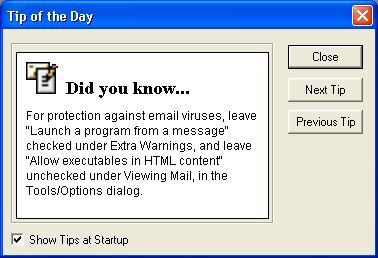 Tip of the Day
Did you know...
For protection against email viruses, leave
"Launch a program from a message"
checked under Extra Warnings, and leave
"Allow executables in HTML content"
unchecked under Viewing Mail, in the
Tools/Options dialog.
Close
Next Tip
Previous Tip
Show Tips at Startup